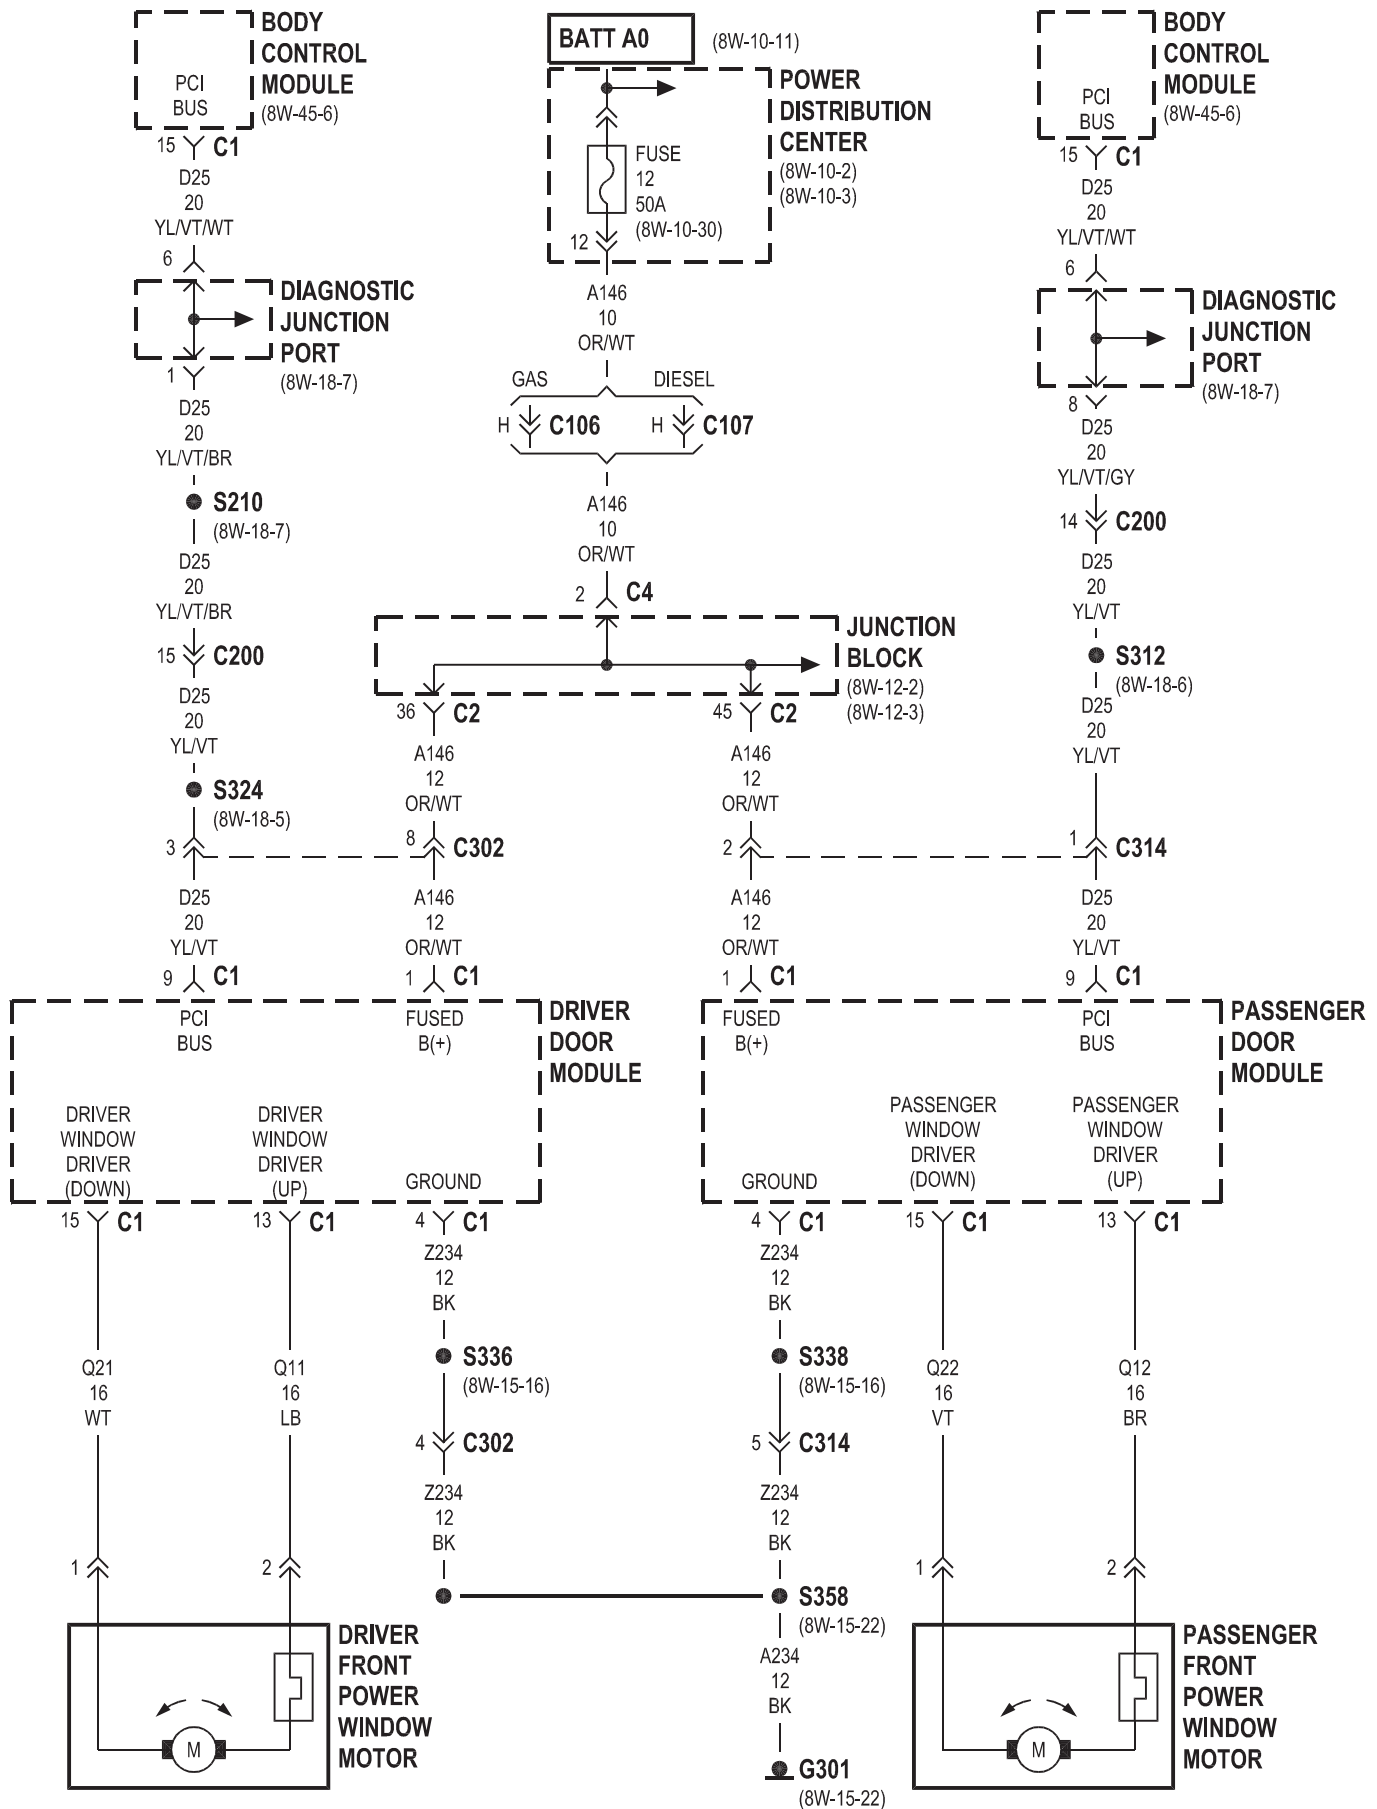 BODY
CONTROL
MODULE
(8W-45-6)
PCI
BUS
15 C1
D25
20
YL/VT/WT
6
DIAGNOSTIC
JUNCTION
PORT
(8W-18-7)
1
D25
20
YL/VT/BR
S210
(8W-18-7)
D25
20
YL/VT/BR
15 C200
D25
20
YL/VT
S324
(8W-18-5)
3
D25
20
YL/VT
9 C1
BATT A0 (8W-10-11)
POWER
DISTRIBUTION
CENTER
(8W-10-2)
(8W-10-3)
FUSE
12
50A
(8W-10-30)
12
A146
10
OR/WT
GAS DIESEL
H C106 H C107
A146
10
OR/WT
2 C4
JUNCTION
BLOCK
(8W-12-2)
(8W-12-3)
36 C2
A146
12
OR/WT
8 C302
A146
12
OR/WT
1 C1
45 C2
A146
12
OR/WT
2
A146
12
OR/WT
1 C1
BODY
CONTROL
MODULE
(8W-45-6)
PCI
BUS
15 C1
D25
20
YL/VT/WT
6
DIAGNOSTIC
JUNCTION
PORT
(8W-18-7)
8
D25
20
YL/VT/GY
14 C200
D25
20
YL/VT
S312
(8W-18-6)
D25
20
YL/VT
1 C314
D25
20
YL/VT
9 C1
DRIVER
DOOR
MODULE
PCI
BUS
FUSED
B(+)
DRIVER
WINDOW
DRIVER
(DOWN)
DRIVER
WINDOW
DRIVER
(UP)
GROUND
15 C1
13 C1
4 C1
PASSENGER
DOOR
MODULE
FUSED
B(+)
PCI
BUS
GROUND
PASSENGER
WINDOW
DRIVER
(DOWN)
PASSENGER
WINDOW
DRIVER
(UP)
4 C1
15 C1
13 C1
Q21
16
WT
1
Q11
16
LB
2
Z234
12
BK
S336
(8W-15-16)
4 C302
Z234
12
BK
Z234
12
BK
S338
(8W-15-16)
5 C314
Z234
12
BK
S358
(8W-15-22)
A234
12
BK
G301
(8W-15-22)
Q22
16
VT
1
Q12
16
BR
2
DRIVER
FRONT
POWER
WINDOW
MOTOR
M
PASSENGER
FRONT
POWER
WINDOW
MOTOR
M